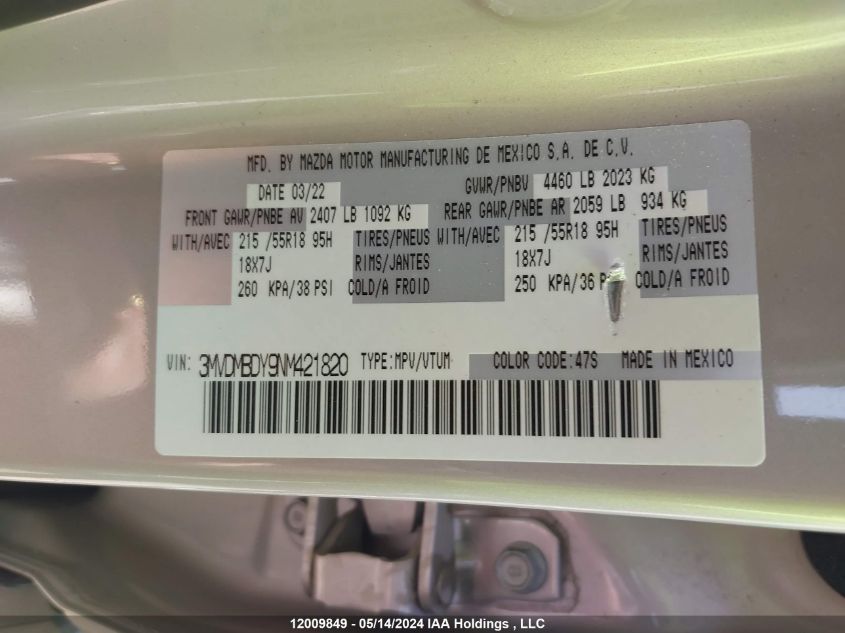 MFD. BY MAZDA MOTOR MANUFACTURING DE MEXICO S.A. DE C.V.
DATE 03/22 GVWR/PNBV 4460 LB 2023 KG
FRONT GAWR/PNBE AV 2407 LB 1092 KG REAR GAWR/PNBE AR 2059 LB 934 KG
WITH/AVEC 215 /55R18 95H TIRES/PNEUS WITH/AVEC 215 /55R18 95H TIRES/PNEUS
18X7J RIMS/JANTES 18X7J RIMS/JANTES
260 KPA/38 PSI COLD/A FROID 250 KPA/36 COLD/A FROID
VIN: 3MVDMBDY9NM421820 TYPE:MPV/VTUM COLOR CODE:47S MADE IN MEXICO
12009849 - 05/14/2024 IAA Holdings , LLC